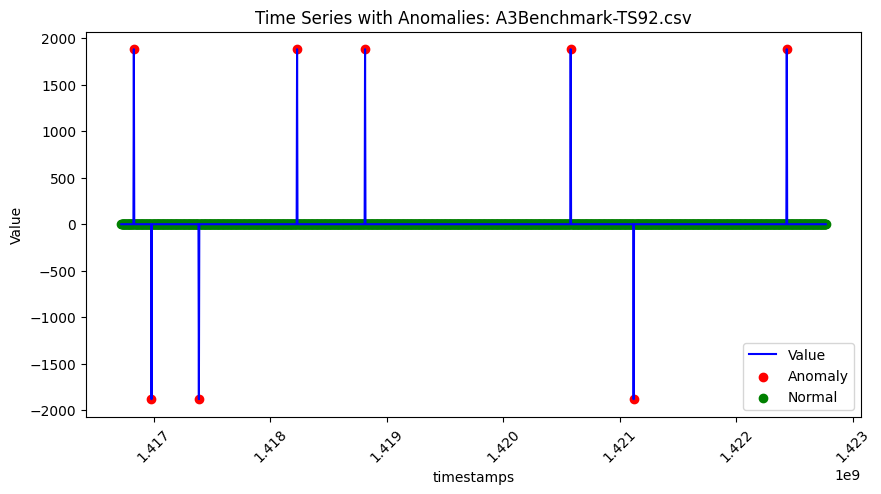 Time Series with Anomalies: A3Benchmark-TS92.csv
Value
2000
1500
1000
500
0
−500
−1000
−1500
−2000
Value
Anomaly
Normal
1.417
1.418
1.419
1.420
1.421
1.422
1.423
1e9
timestamps